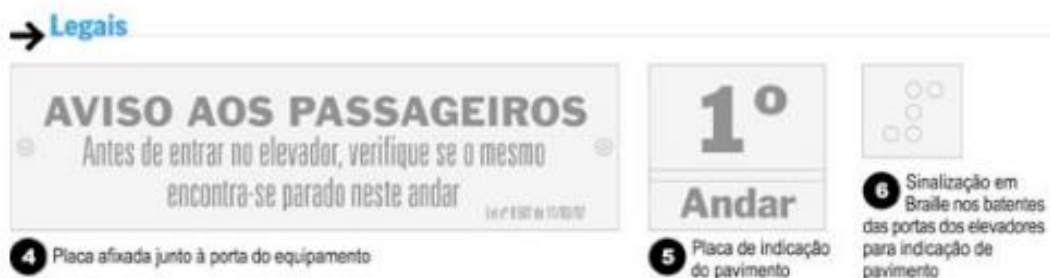 Legais
AVISO AOS PASSAGEIROS
Antes de entrar no elevador, verifique se o mesmo
encontra-se parado neste andar
4 Placa afixada junto à porta do equipamento
1º
Andar
5 Placa de indicação
do pavimento
6 Sinalização em
Braille nos batentes
das portas dos elevadores
para indicação de
pavimento